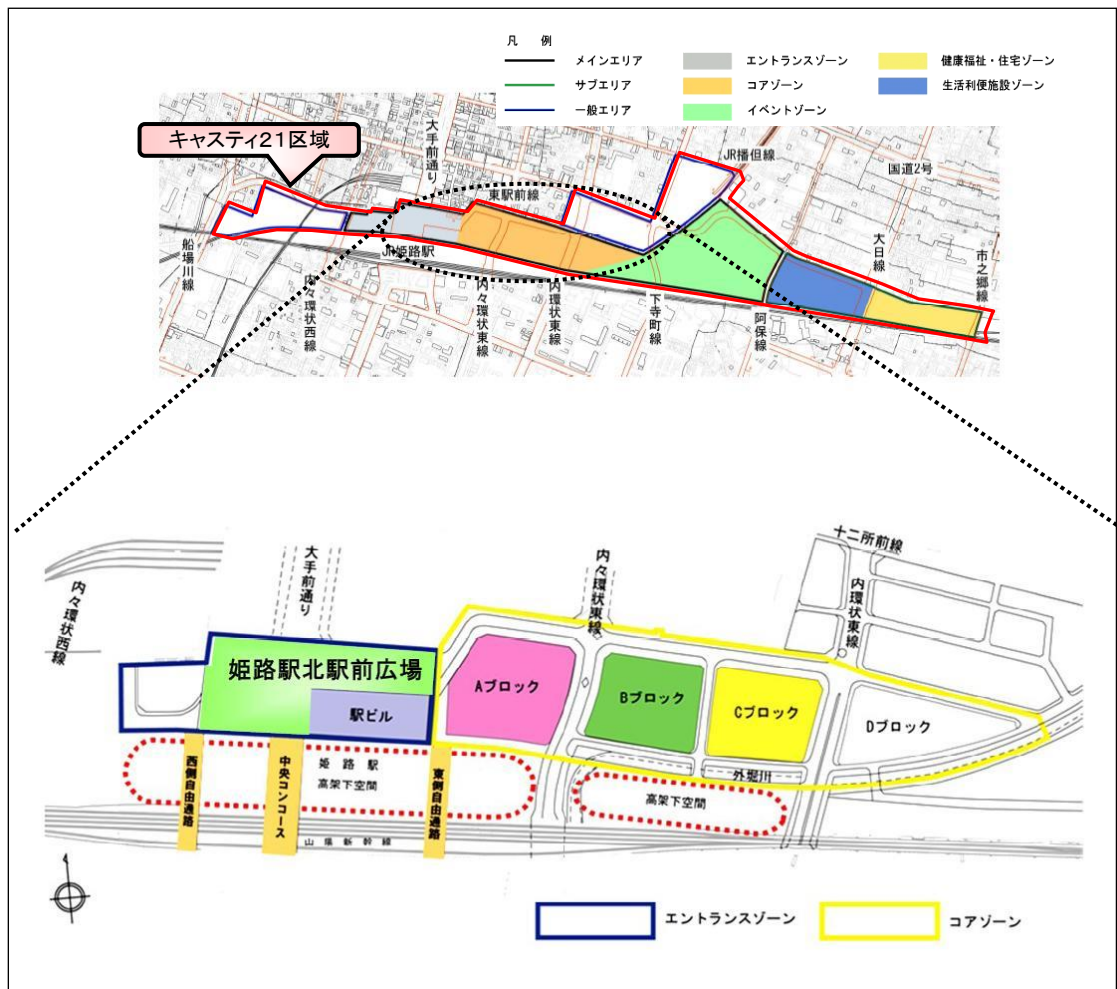 凡 例
メインエリア
エントランスゾーン
健康福祉・住宅ゾーン
サブエリア
コアゾーン
生活利便施設ゾーン
一般エリア
イベントゾーン
キャスティ21区域
大手前通り
JR播但線
国道2号
東駅前線
船場川線
JR姫路駅
大日線
市之郷線
内々環状西線
内々環状東線
内環状東線
下寺町線
阿保線
十二所前線
内々環状西線
大手前通り
内々環状東線
内環状東線
姫路駅北駅前広場
駅ビル
Aブロック
Bブロック
Cブロック
Dブロック
外堀川
西側自由通路
中央コンコース
東側自由通路
姫路駅
高架下空間
高架下空間
山陽新幹線
エントランスゾーン
コアゾーン